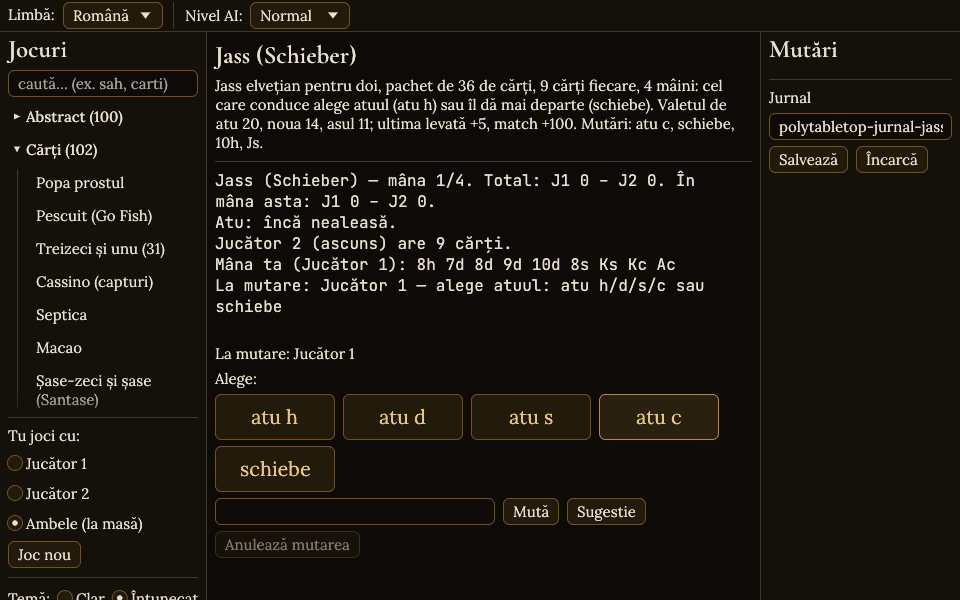 Limbă: Română ▼ Nivel AI: Normal ▼
Jocuri
caută... (ex. sah, carti)
▸ Abstract (100)
▾ Cărți (102)
Popa prostul
Pescuit (Go Fish)
Treizeci și unu (31)
Cassino (capturi)
Septica
Macao
Șase-zeci și șase
(Santase)
Tu joci cu:
Jucător 1
Jucător 2
Ambele (la masă)
Joc nou
Temă: Clar Întunecat
Jass (Schieber)
Jass elvețian pentru doi, pachet de 36 de cărți, 9 cărți fiecare, 4 mâini: cel
care conduce alege atuul (atu h) sau îl dă mai departe (schiebe). Valetul de
atu 20, noua 14, asul 11; ultima levată +5, match +100. Mutări: atu c, schiebe,
10h, Js.
Jass (Schieber) — mâna 1/4. Total: J1 0 – J2 0. În
mâna asta: J1 0 – J2 0.
Atu: încă nealeasă.
Jucător 2 (ascuns) are 9 cărți.
Mâna ta (Jucător 1): 8h 7d 8d 9d 10d 8s Ks Kc Ac
La mutare: Jucător 1 — alege atuul: atu h/d/s/c sau
schiebe
La mutare: Jucător 1
Alege:
atu h atu d atu s atu c
schiebe
Mută Sugestie
Anulează mutarea
Mutări
Jurnal
polytabletop-jurnal-jass
Salvează Încarcă